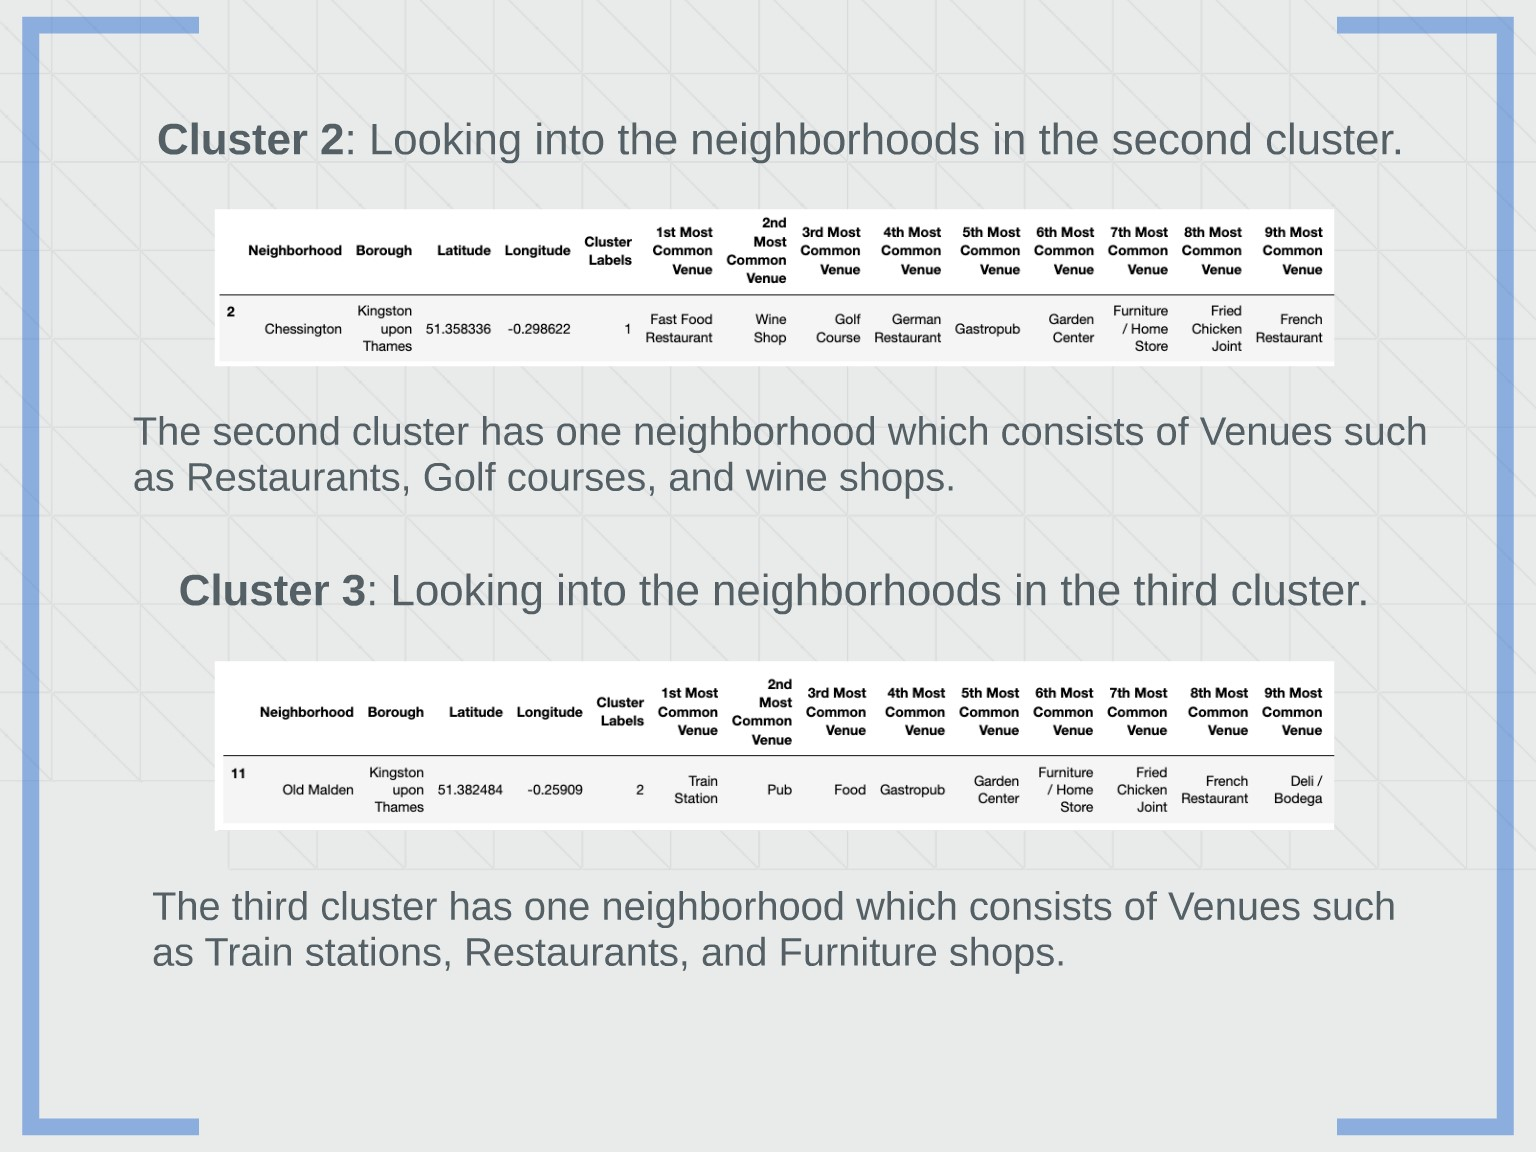 Cluster 2: Looking into the neighborhoods in the second cluster.
Neighborhood Borough Latitude Longitude Cluster Labels 1st Most Common Venue 2nd Most Common Venue 3rd Most Common Venue 4th Most Common Venue 5th Most Common Venue 6th Most Common Venue 7th Most Common Venue 8th Most Common Venue 9th Most Common Venue
2 Chessington Kingston upon Thames 51.358336 -0.298622 1 Fast Food Restaurant Wine Shop Golf Course German Restaurant Gastropub Garden Center Furniture / Home Store Fried Chicken Joint French Restaurant
The second cluster has one neighborhood which consists of Venues such
as Restaurants, Golf courses, and wine shops.
Cluster 3: Looking into the neighborhoods in the third cluster.
Neighborhood Borough Latitude Longitude Cluster Labels 1st Most Common Venue 2nd Most Common Venue 3rd Most Common Venue 4th Most Common Venue 5th Most Common Venue 6th Most Common Venue 7th Most Common Venue 8th Most Common Venue 9th Most Common Venue
11 Old Malden Kingston upon Thames 51.382484 -0.25909 2 Train Station Pub Food Gastropub Garden Center Furniture / Home Store Fried Chicken Joint French Restaurant Deli / Bodega
The third cluster has one neighborhood which consists of Venues such
as Train stations, Restaurants, and Furniture shops.